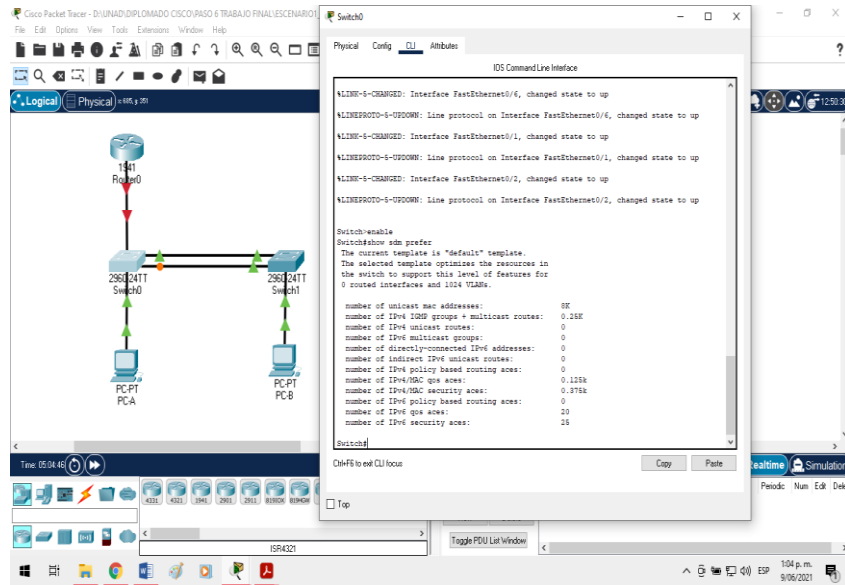 Cisco Packet Tracer - D:\UNAD\DIPLOMADO CISCO\PASO 6 TRABAJO FINAL\ESCENARIO1
File Edit Options View Tools Extensions Window Help
Logical Physical x: 685, y: 351
12:50:30
1941
Router0
2960-24TT
Switch0
2960-24TT
Switch1
PC-PT
PC-A
PC-PT
PC-B
Switch0
Physical Config CLI Attributes
IOS Command Line Interface
%LINK-5-CHANGED: Interface FastEthernet0/6, changed state to up
%LINEPROTO-5-UPDOWN: Line protocol on Interface FastEthernet0/6, changed state to up
%LINK-5-CHANGED: Interface FastEthernet0/1, changed state to up
%LINEPROTO-5-UPDOWN: Line protocol on Interface FastEthernet0/1, changed state to up
%LINK-5-CHANGED: Interface FastEthernet0/2, changed state to up
%LINEPROTO-5-UPDOWN: Line protocol on Interface FastEthernet0/2, changed state to up
Switch>enable
Switch#show sdm prefer
The current template is "default" template.
The selected template optimizes the resources in
the switch to support this level of features for
0 routed interfaces and 1024 VLANs.
number of unicast mac addresses: 8K
number of IPv4 IGMP groups + multicast routes: 0.25K
number of IPv4 unicast routes: 0
number of IPv6 multicast groups: 0
number of directly-connected IPv6 addresses: 0
number of indirect IPv6 unicast routes: 0
number of IPv4 policy based routing aces: 0
number of IPv4/MAC qos aces: 0.125k
number of IPv4/MAC security aces: 0.375k
number of IPv6 policy based routing aces: 0
number of IPv6 qos aces: 20
number of IPv6 security aces: 25
Switch#
Ctrl+F6 to exit CLI focus
Copy Paste
Top
Time: 05:04:46
Realtime Simulation
4331 4321 1941 2901 2911 819IOX 819HGW
ISR4321
Periodic Num Edit Dele
Toggle PDU List Window
ESP
1:04 p. m.
9/06/2021
1